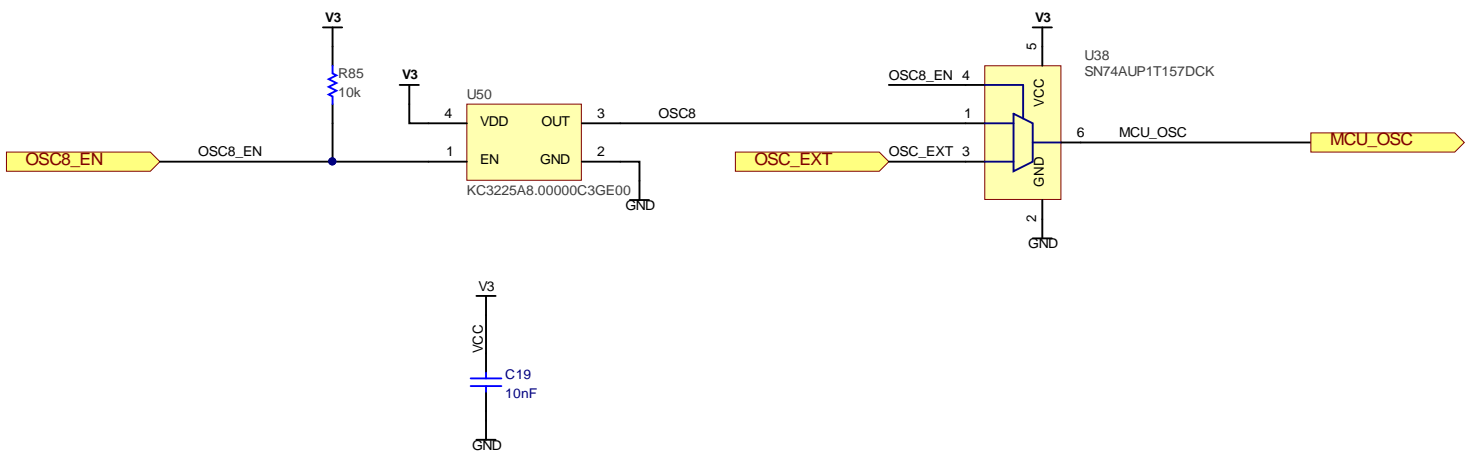 V3
R85
10k
V3
U50
4
VDD
OUT
3
OSC8
1
EN
GND
2
KC3225A8.00000C3GE00
GND
OSC8_EN
OSC8_EN
V3
5
U38
SN74AUP1T157DCK
OSC8_EN
4
VCC
1
OSC_EXT
OSC_EXT
3
GND
6
MCU_OSC
MCU_OSC
2
GND
V3
VCC
C19
10nF
GND